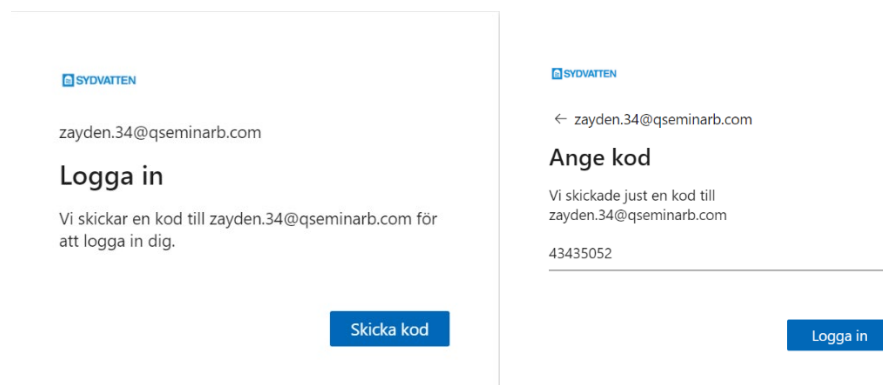 SYDVATTEN
zayden.34@qseminarb.com
Logga in
Vi skickar en kod till zayden.34@qseminarb.com för
att logga in dig.
Skicka kod
SYDVATTEN
← zayden.34@qseminarb.com
Ange kod
Vi skickade just en kod till
zayden.34@qseminarb.com
43435052
Logga in